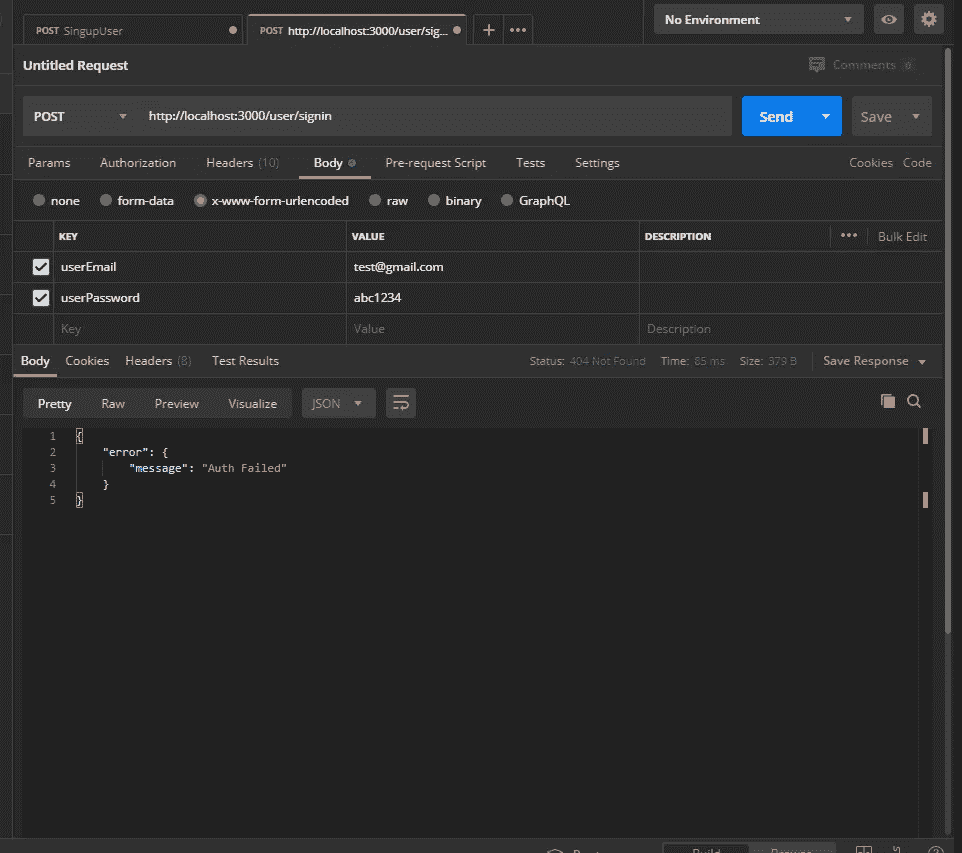 POST SingupUser
POST http://localhost:3000/user/sig...
No Environment
Untitled Request
Comments 0
POST http://localhost:3000/user/signin Send Save
Params Authorization Headers (10) Body Pre-request Script Tests Settings Cookies Code
none form-data x-www-form-urlencoded raw binary GraphQL
KEY VALUE DESCRIPTION Bulk Edit
userEmail test@gmail.com
userPassword abc1234
Key Value Description
Body Cookies Headers (8) Test Results Status: 404 Not Found Time: 85 ms Size: 379 B Save Response
Pretty Raw Preview Visualize JSON
1 {
2 "error": {
3 "message": "Auth Failed"
4 }
5 }
Build